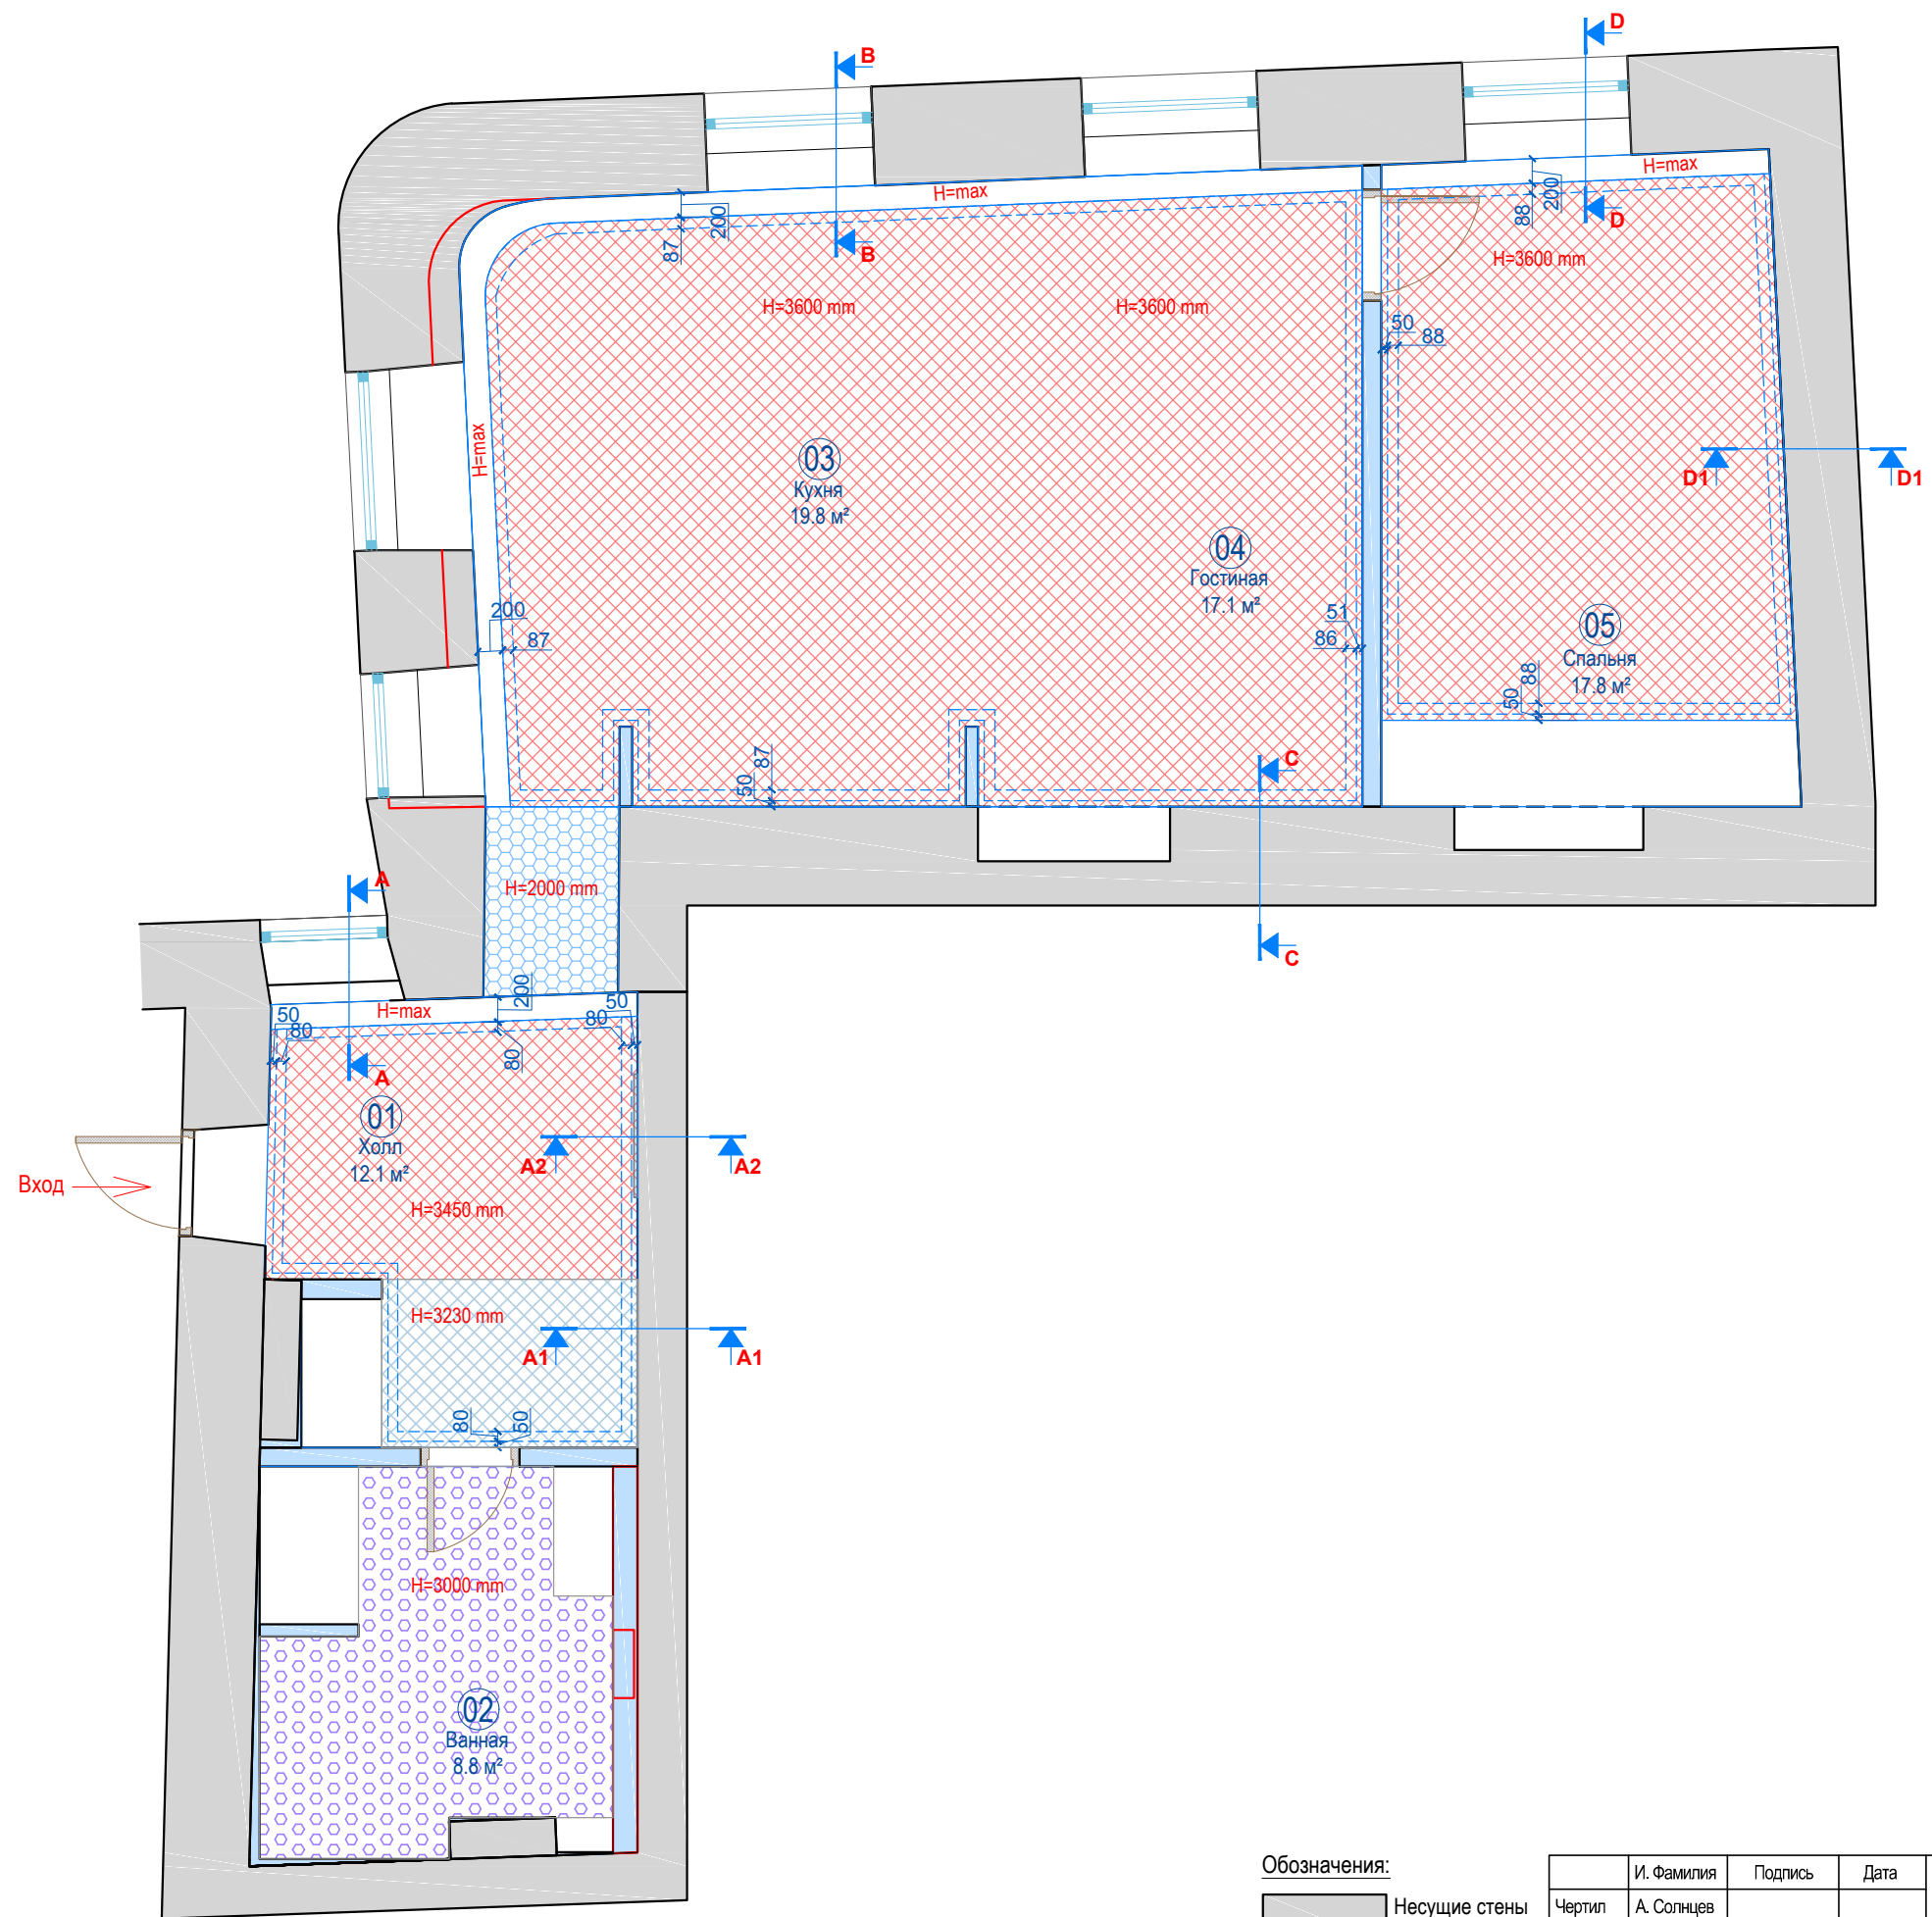 B
D
B
D
H=max
H=max
200
87
200
88
H=3600 mm
H=3600 mm
H=3600 mm
50
88
H=max
03
Кухня
19.8 м²
D1
D1
04
Гостиная
17.1 м²
200
87
51
86
05
Спальня
17.8 м²
50
88
50
87
C
C
A
H=2000 mm
H=max
200
50
80
50
80
80
A
01
Холл
12.1 м²
A2
A2
Вход
H=3450 mm
H=3230 mm
A1
A1
80
50
H=3000 mm
02
Ванная
8.8 м²
Обозначения:
Несущие стены
И. Фамилия
Подпись
Дата
Чертил
А. Солнцев